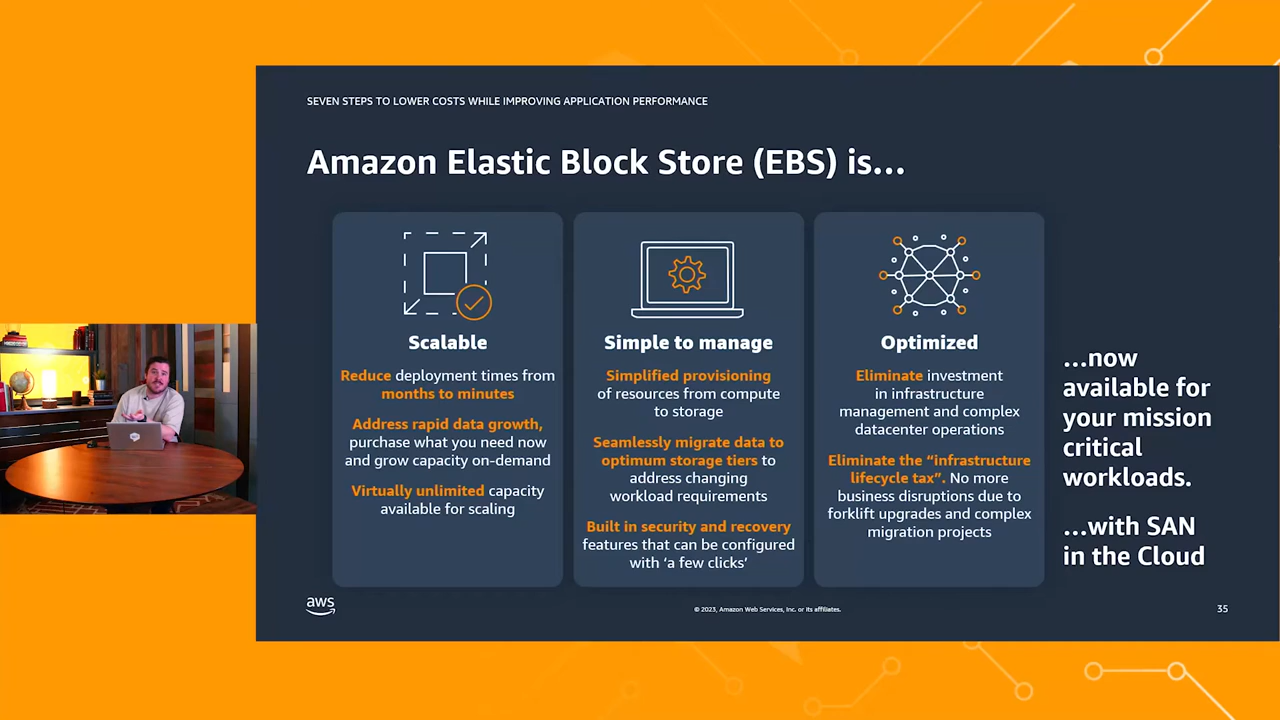 SEVEN STEPS TO LOWER COSTS WHILE IMPROVING APPLICATION PERFORMANCE
Amazon Elastic Block Store (EBS) is...
Scalable
Reduce deployment times from
months to minutes
Address rapid data growth,
purchase what you need now
and grow capacity on-demand
Virtually unlimited capacity
available for scaling
Simple to manage
Simplified provisioning
of resources from compute
to storage
Seamlessly migrate data to
optimum storage tiers to
address changing
workload requirements
Built in security and recovery
features that can be configured
with ‘a few clicks’
Optimized
Eliminate investment
in infrastructure
management and complex
datacenter operations
Eliminate the “infrastructure
lifecycle tax”. No more
business disruptions due to
forklift upgrades and complex
migration projects
...now
available for
your mission
critical
workloads.
...with SAN
in the Cloud
aws
© 2023, Amazon Web Services, Inc. or its affiliates.
35